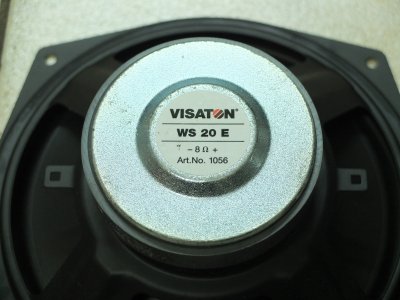 VISATON
WS 20 E
– 8 Ω +
Art.No. 1056